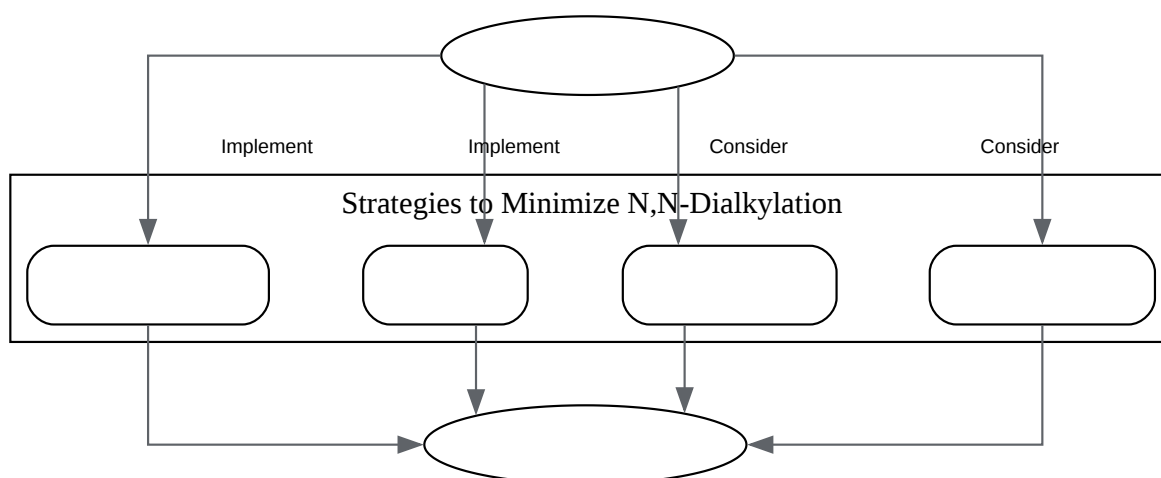 Implement
Implement
Consider
Consider
Strategies to Minimize N,N-Dialkylation